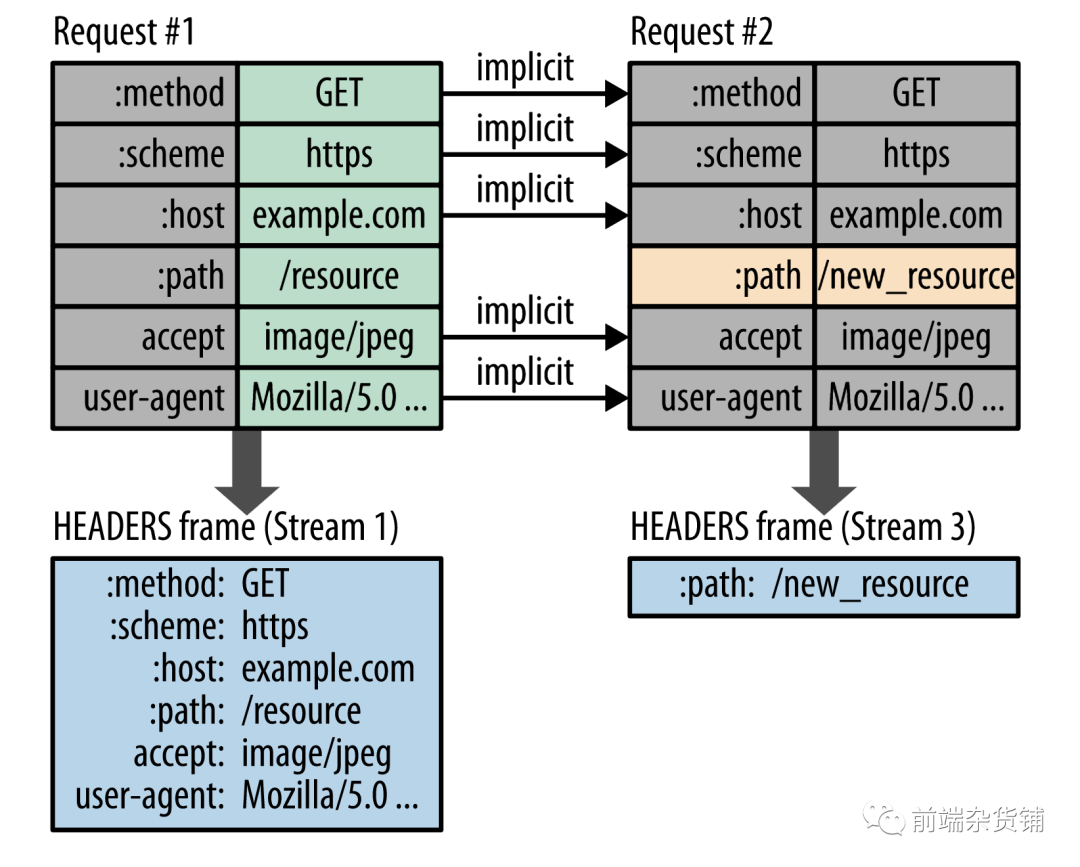 Request #1
:method GET
:scheme https
:host example.com
:path /resource
accept image/jpeg
user-agent Mozilla/5.0 ...
implicit
implicit
implicit
implicit
implicit
Request #2
:method GET
:scheme https
:host example.com
:path /new_resource
accept image/jpeg
user-agent Mozilla/5.0 ...
HEADERS frame (Stream 1)
:method: GET
:scheme: https
:host: example.com
:path: /resource
accept: image/jpeg
user-agent: Mozilla/5.0 ...
HEADERS frame (Stream 3)
:path: /new_resource
前端杂货铺